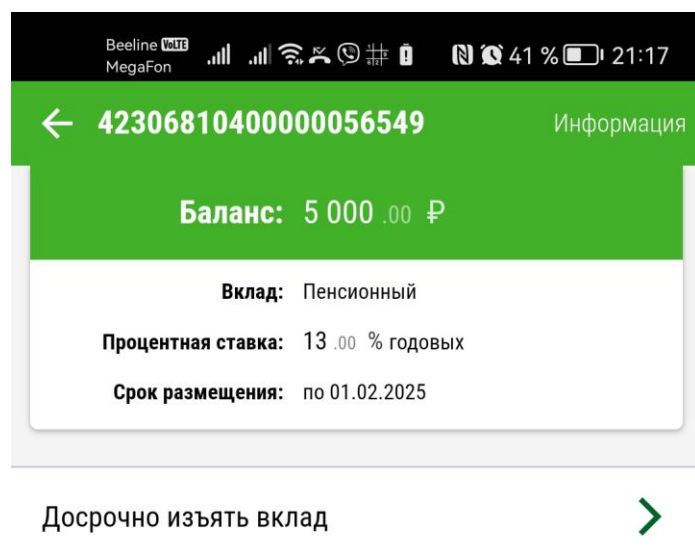 Beeline VoLTE
MegaFon
41 % 21:17
42306810400000056549 Информация
Баланс: 5 000 .00 ₽
Вклад: Пенсионный
Процентная ставка: 13 .00 % годовых
Срок размещения: по 01.02.2025
Досрочно изъять вклад